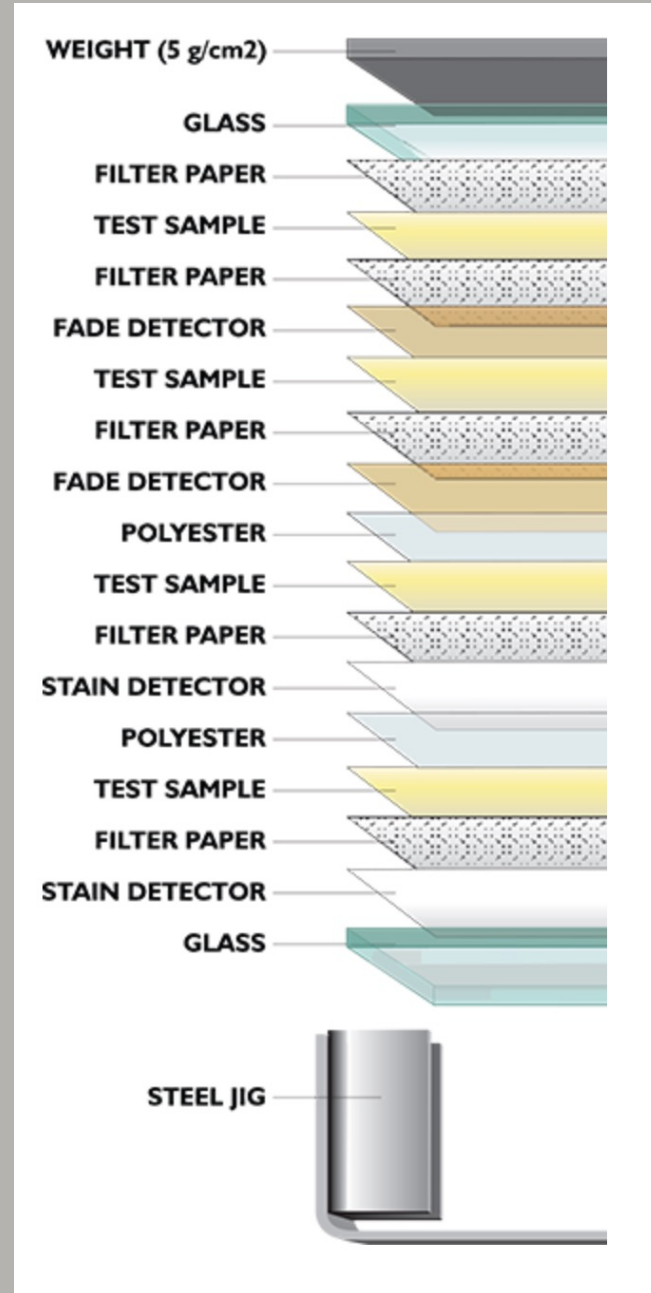 WEIGHT (5 g/cm2)
GLASS
FILTER PAPER
TEST SAMPLE
FILTER PAPER
FADE DETECTOR
TEST SAMPLE
FILTER PAPER
FADE DETECTOR
POLYESTER
TEST SAMPLE
FILTER PAPER
STAIN DETECTOR
POLYESTER
TEST SAMPLE
FILTER PAPER
STAIN DETECTOR
GLASS
STEEL JIG